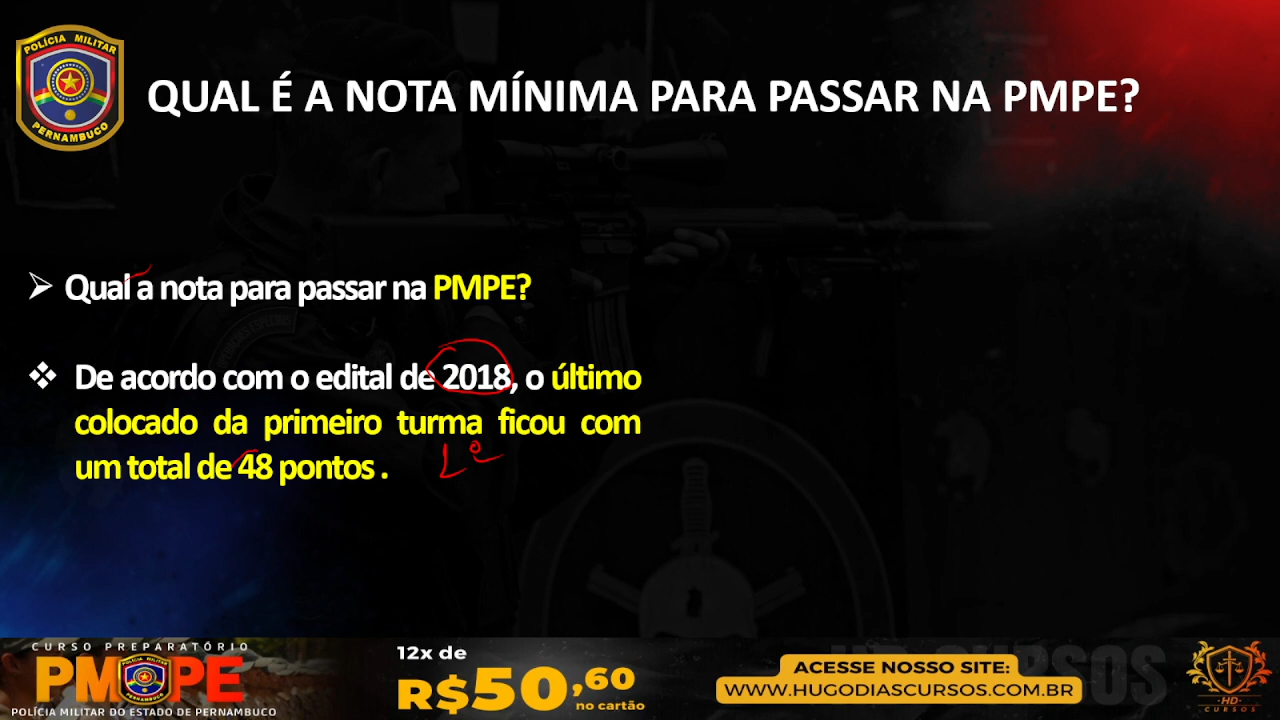 POLÍCIA MILITAR
PERNAMBUCO
QUAL É A NOTA MÍNIMA PARA PASSAR NA PMPE?
Qual a nota para passar na PMPE?
De acordo com o edital de 2018, o último
colocado da primeiro turma ficou com
um total de 48 pontos .
1º
CURSO PREPARATÓRIO
PM PE
POLÍCIA MILITAR DO ESTADO DE PERNAMBUCO
12x de
R$50,60
no cartão
ACESSE NOSSO SITE:
WWW.HUGODIASCURSOS.COM.BR
HD
CURSOS